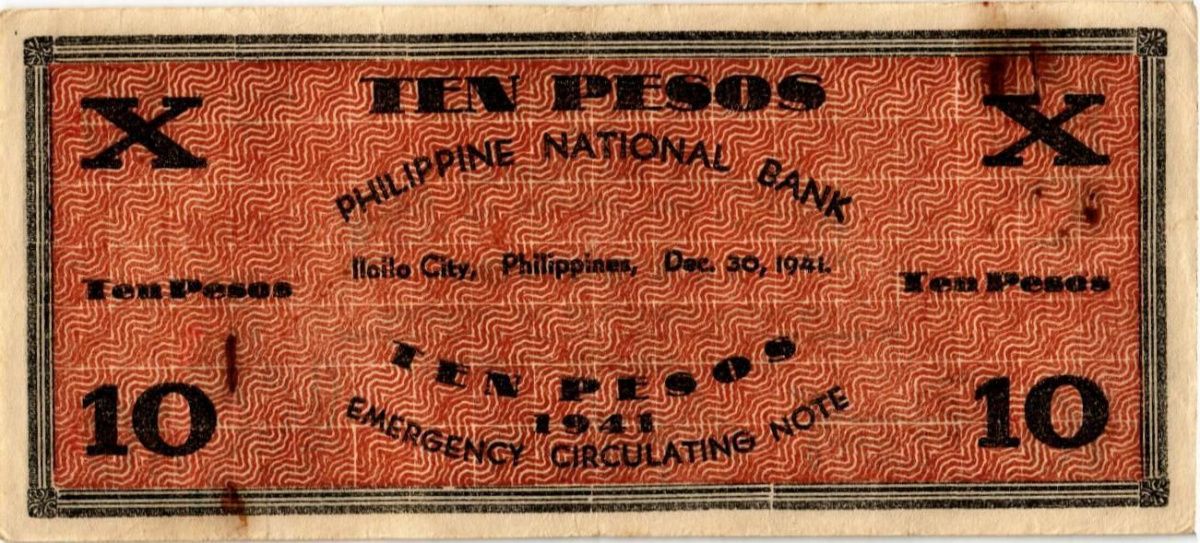 TEN PESOS
X X
PHILIPPINE NATIONAL BANK
Iloilo City, Philippines, Dec. 30, 1941.
Ten Pesos Ten Pesos
TEN PESOS
1941
10 10
EMERGENCY CIRCULATING NOTE